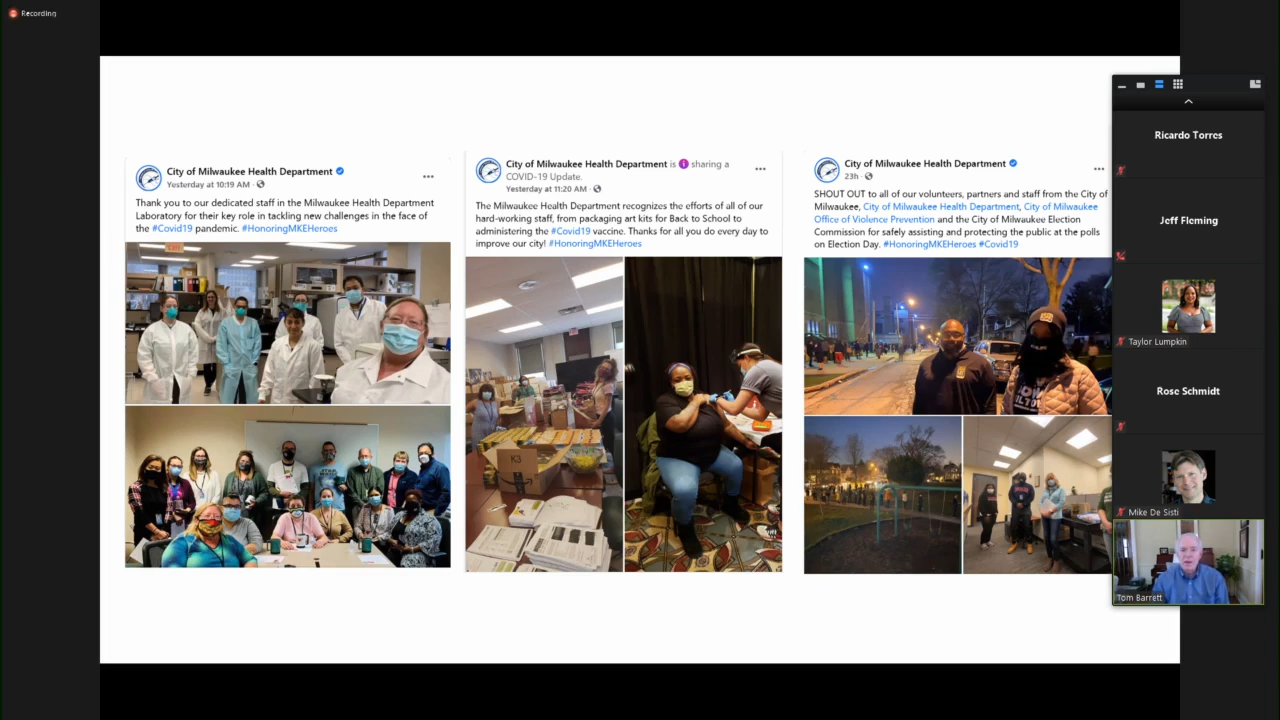 Recording
City of Milwaukee Health Department
Yesterday at 10:19 AM ·
Thank you to our dedicated staff in the Milwaukee Health Department
Laboratory for their key role in tackling new challenges in the face of
the #Covid19 pandemic. #HonoringMKEHeroes
City of Milwaukee Health Department is sharing a
COVID-19 Update.
Yesterday at 11:20 AM ·
The Milwaukee Health Department recognizes the efforts of all of our
hard-working staff, from packaging art kits for Back to School to
administering the #Covid19 vaccine. Thanks for all you do every day to
improve our city! #HonoringMKEHeroes
K3
City of Milwaukee Health Department
23h ·
SHOUT OUT to all of our volunteers, partners and staff from the City of
Milwaukee, City of Milwaukee Health Department, City of Milwaukee
Office of Violence Prevention and the City of Milwaukee Election
Commission for safely assisting and protecting the public at the polls
on Election Day. #HonoringMKEHeroes #Covid19
Ricardo Torres
Jeff Fleming
Taylor Lumpkin
Rose Schmidt
Mike De Sisti
Tom Barrett